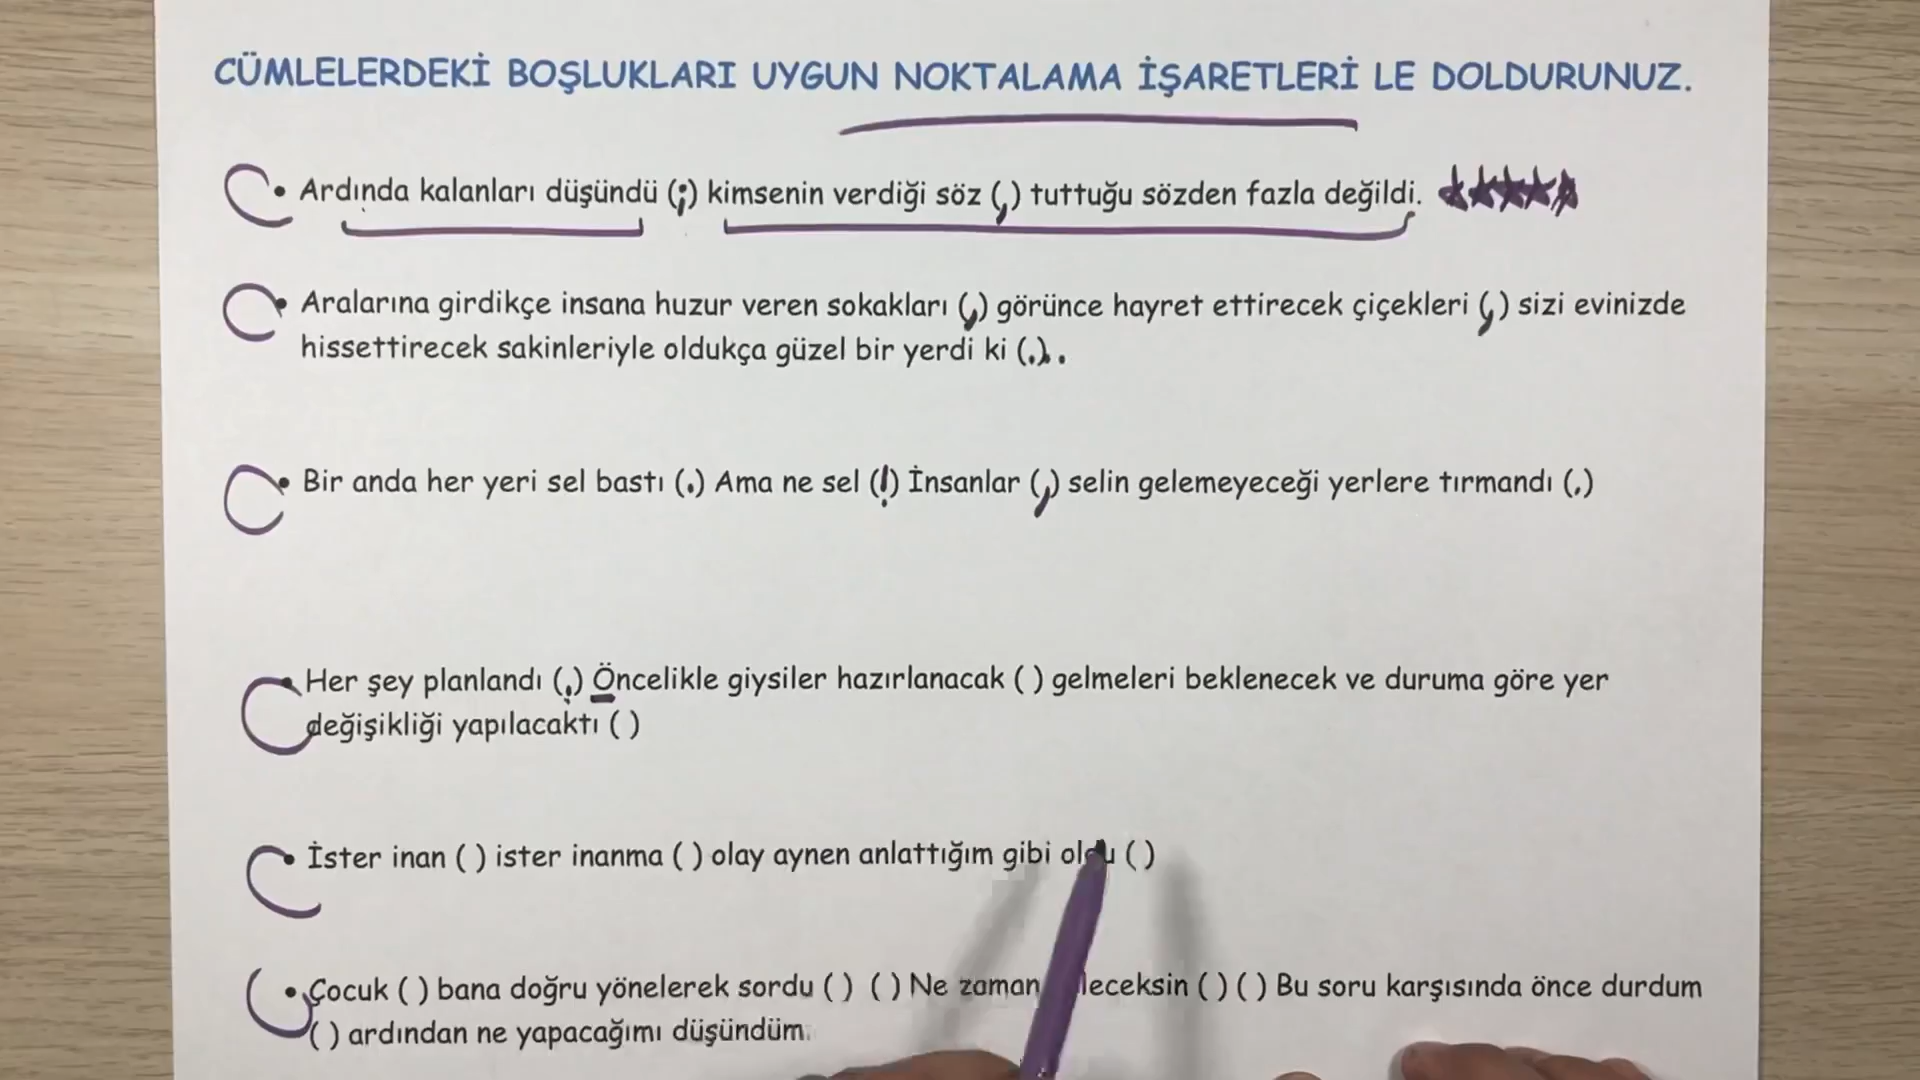 CÜMLELERDEKİ BOŞLUKLARI UYGUN NOKTALAMA İŞARETLERİ LE DOLDURUNUZ.
• Ardında kalanları düşündü (;) kimsenin verdiği söz (,) tuttuğu sözden fazla değildi.
• Aralarına girdikçe insana huzur veren sokakları (,) görünce hayret ettirecek çiçekleri (,) sizi evinizde
hissettirecek sakinleriyle oldukça güzel bir yerdi ki (.). .
• Bir anda her yeri sel bastı (.) Ama ne sel (!) İnsanlar (,) selin gelemeyeceği yerlere tırmandı (.)
• Her şey planlandı (.) Öncelikle giysiler hazırlanacak ( ) gelmeleri beklenecek ve duruma göre yer
değişikliği yapılacaktı ( )
• İster inan ( ) ister inanma ( ) olay aynen anlattığım gibi oldu ( )
• Çocuk ( ) bana doğru yönelerek sordu ( ) ( ) Ne zaman ( ) ( ) Bu soru karşısında önce durdum
( ) ardından ne yapacağımı düşündüm.